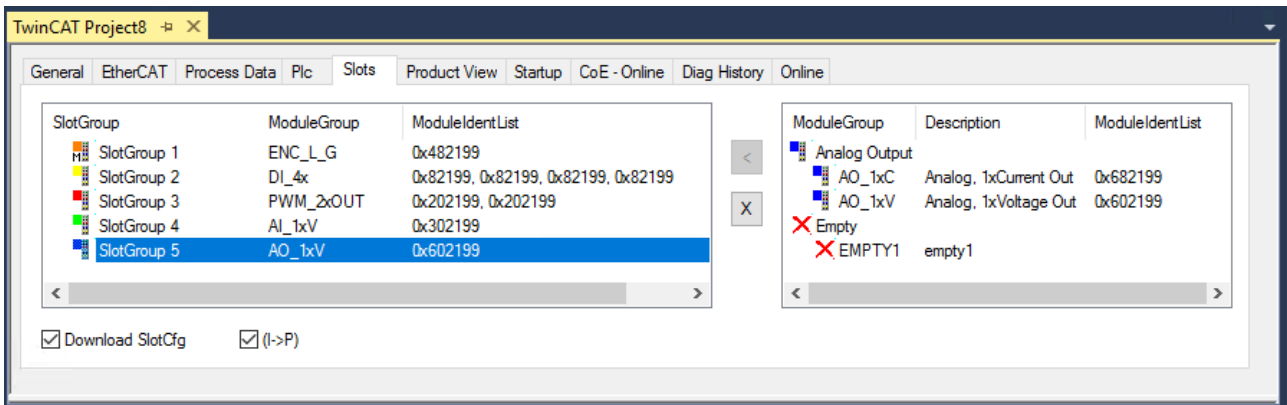 TwinCAT Project8
General EtherCAT Process Data Plc Slots Product View Startup CoE - Online Diag History Online
SlotGroup ModuleGroup ModuleIdentList
M SlotGroup 1 ENC_L_G 0x482199
SlotGroup 2 DI_4x 0x82199, 0x82199, 0x82199, 0x82199
SlotGroup 3 PWM_2xOUT 0x202199, 0x202199
SlotGroup 4 AI_1xV 0x302199
SlotGroup 5 AO_1xV 0x602199
<
X
ModuleGroup Description ModuleIdentList
Analog Output
AO_1xC Analog, 1xCurrent Out 0x682199
AO_1xV Analog, 1xVoltage Out 0x602199
Empty
EMPTY1 empty1
Download SlotCfg (I->P)